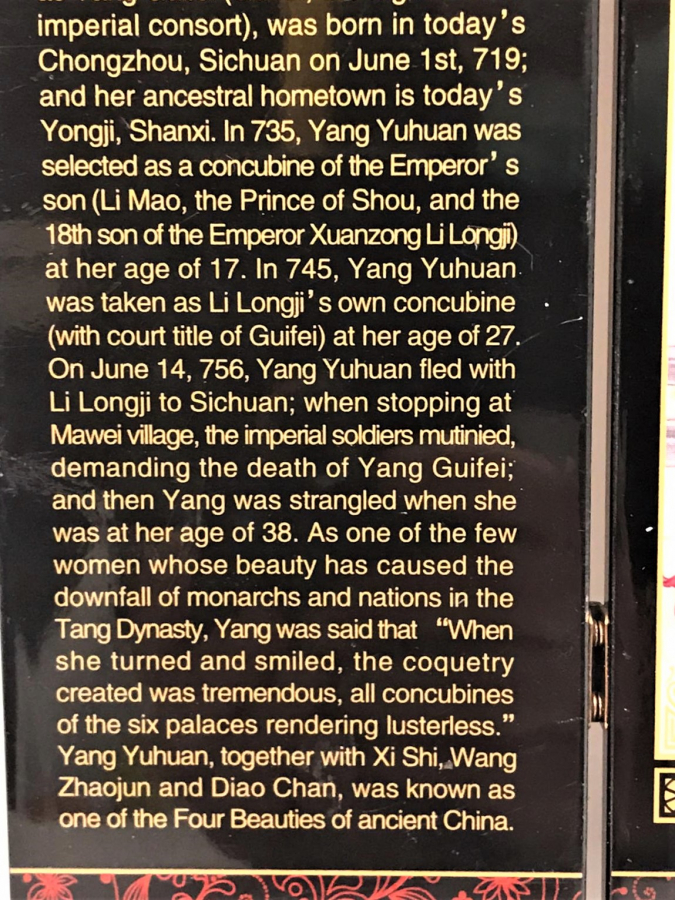 imperial consort), was born in today's
Chongzhou, Sichuan on June 1st, 719;
and her ancestral hometown is today's
Yongji, Shanxi. In 735, Yang Yuhuan was
selected as a concubine of the Emperor's
son (Li Mao, the Prince of Shou, and the
18th son of the Emperor Xuanzong Li Longji)
at her age of 17. In 745, Yang Yuhuan
was taken as Li Longji's own concubine
(with court title of Guifei) at her age of 27.
On June 14, 756, Yang Yuhuan fled with
Li Longji to Sichuan; when stopping at
Mawei village, the imperial soldiers mutinied,
demanding the death of Yang Guifei;
and then Yang was strangled when she
was at her age of 38. As one of the few
women whose beauty has caused the
downfall of monarchs and nations in the
Tang Dynasty, Yang was said that “When
she turned and smiled, the coquetry
created was tremendous, all concubines
of the six palaces rendering lusterless.”
Yang Yuhuan, together with Xi Shi, Wang
Zhaojun and Diao Chan, was known as
one of the Four Beauties of ancient China.